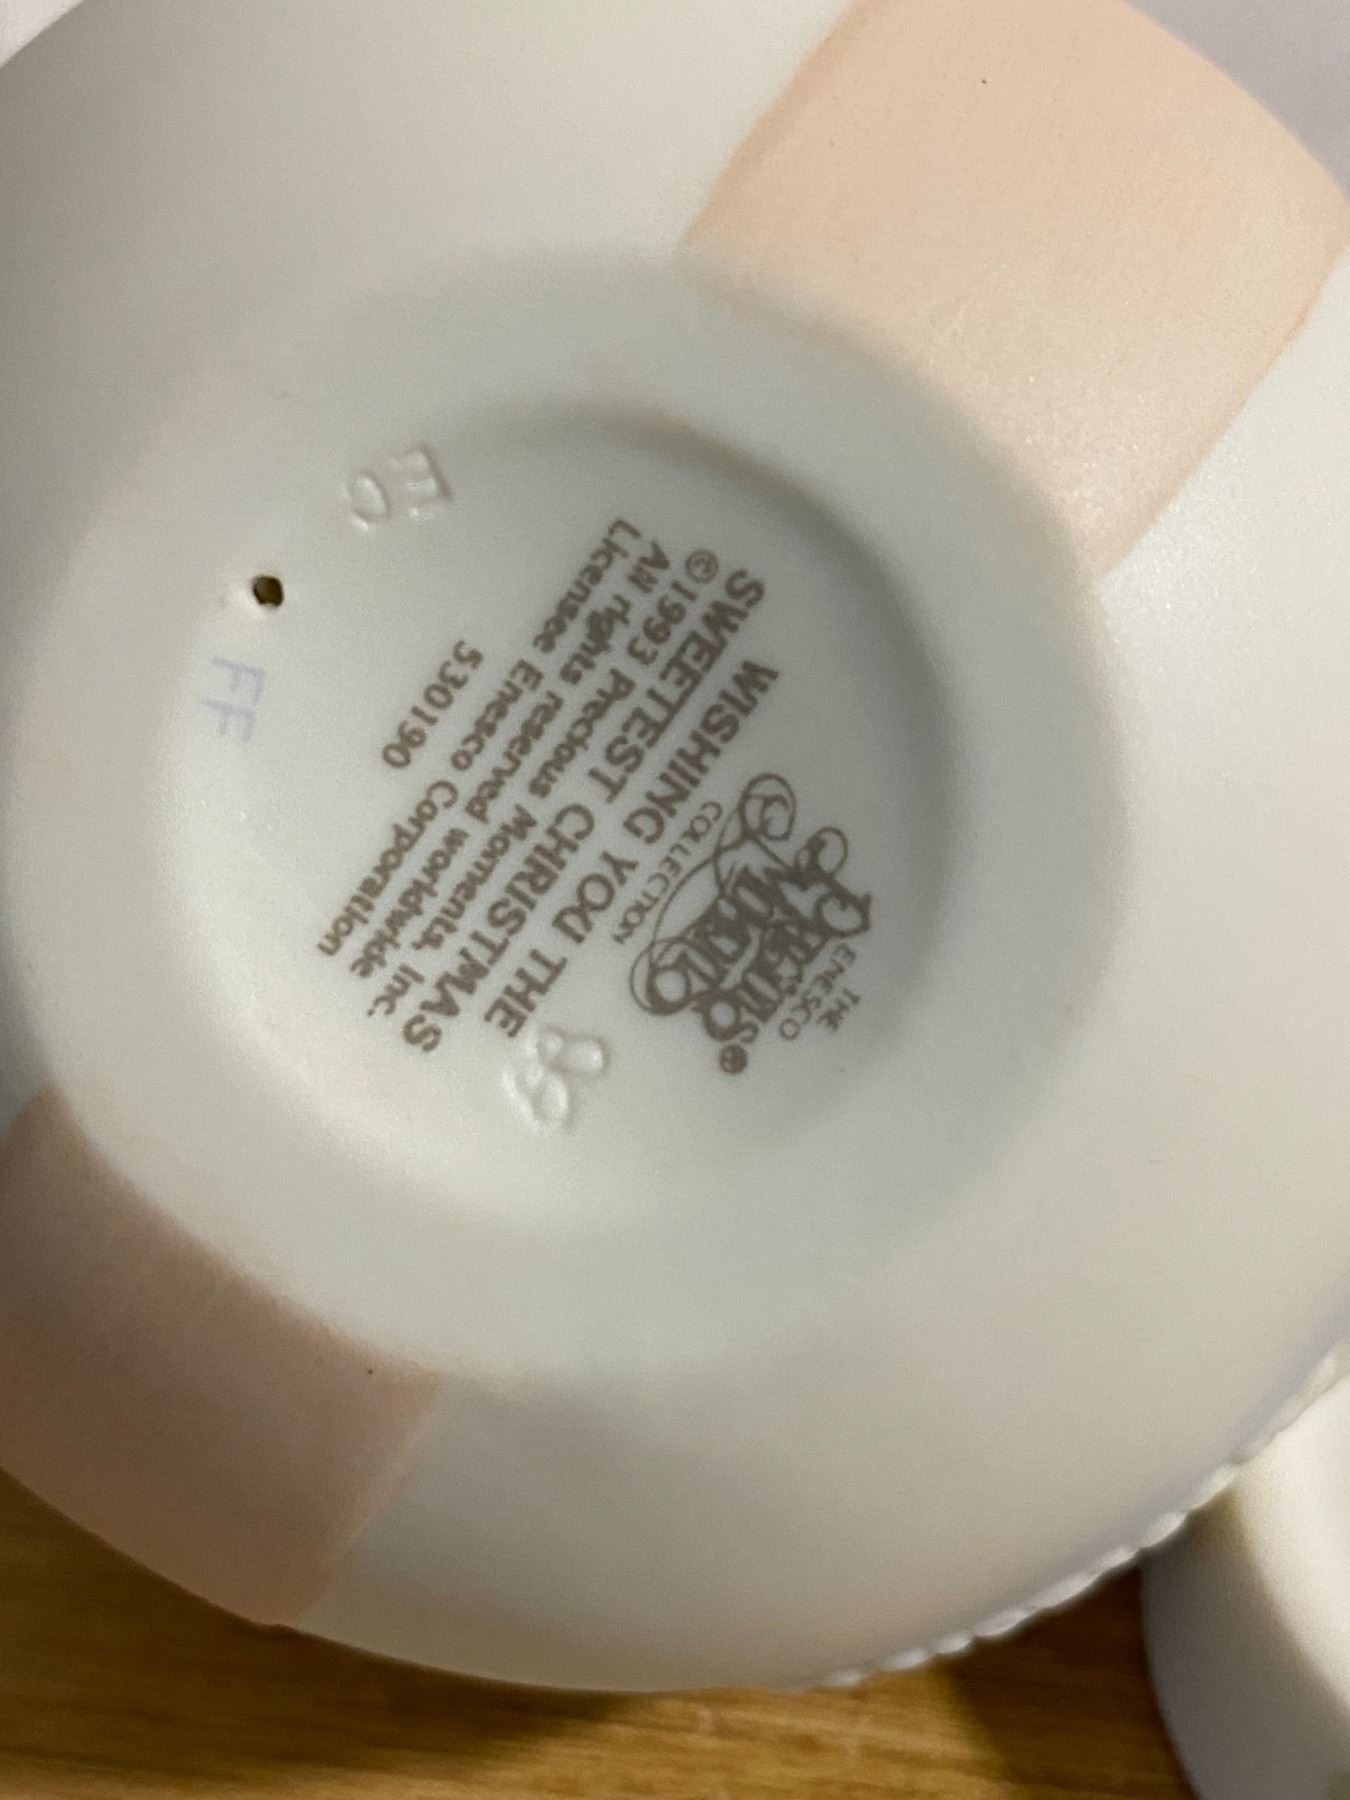 THE
ENESCO
Precious
Moments®
COLLECTION
WISHING YOU THE
SWEETEST CHRISTMAS
©1993 Precious Moments, Inc.
All rights reserved worldwide
Licensee Enesco Corporation
530190
FF